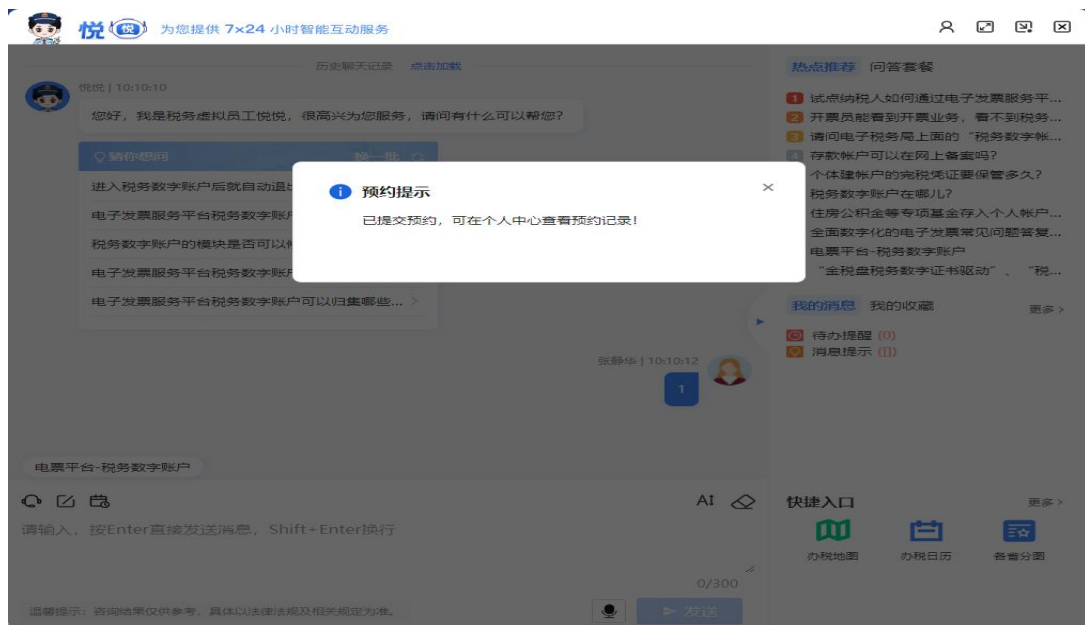 悦 悦 为您提供 7×24 小时智能互动服务
历史聊天记录 点击加载
悦悦 | 10:10:10
您好，我是税务虚拟员工悦悦，很高兴为您服务，请问有什么可以帮您?
猜你想问 换一批
进入税务数字账户后就自动退出
电子发票服务平台税务数字账户
税务数字账户的模块是否可以
电子发票服务平台税务数字账户
电子发票服务平台税务数字账户可以归集哪些... >
预约提示
已提交预约，可在个人中心查看预约记录!
张静华 | 10:10:12
1
电票平台-税务数字账户
AI
请输入，按Enter直接发送消息，Shift+Enter换行
0/300
温馨提示：咨询结果仅供参考，具体以法律法规及相关规定为准。
发送
热点推荐 问答套餐
1 试点纳税人如何通过电子发票服务平...
2 开票员能看到开票业务，看不到税务...
3 请问电子税务局上面的“税务数字帐...
4 存款帐户可以在网上备案吗?
个体建帐户的完税凭证要保管多久?
税务数字账户在哪儿?
住房公积金等专项基金存入个人帐户...
全面数字化的电子发票常见问题答复...
电票平台-税务数字账户
“金税盘税务数字证书驱动”、“税...
我的消息 我的收藏 更多 >
待办提醒 (0)
消息提示 ([])
快捷入口 更多 >
办税地图 办税日历 各省分图